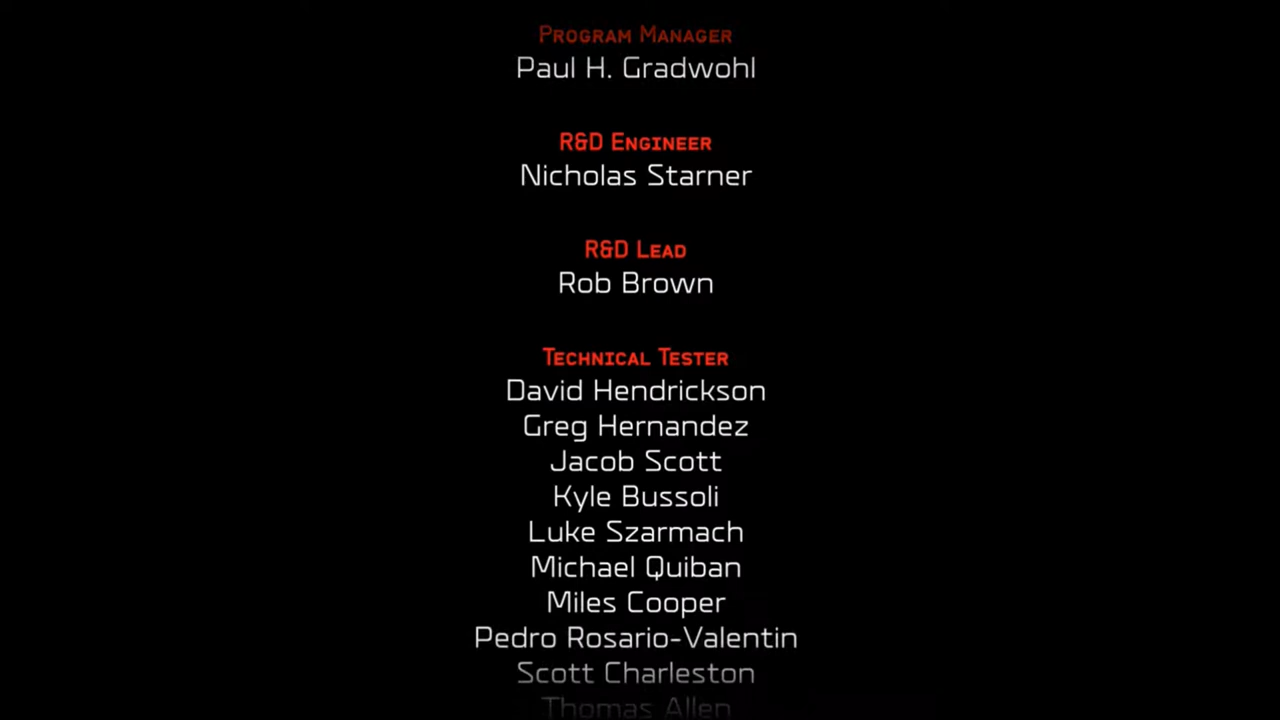 Program Manager
Paul H. Gradwohl
R&D Engineer
Nicholas Starner
R&D Lead
Rob Brown
Technical Tester
David Hendrickson
Greg Hernandez
Jacob Scott
Kyle Bussoli
Luke Szarmach
Michael Quiban
Miles Cooper
Pedro Rosario-Valentin
Scott Charleston
Thomas Allen